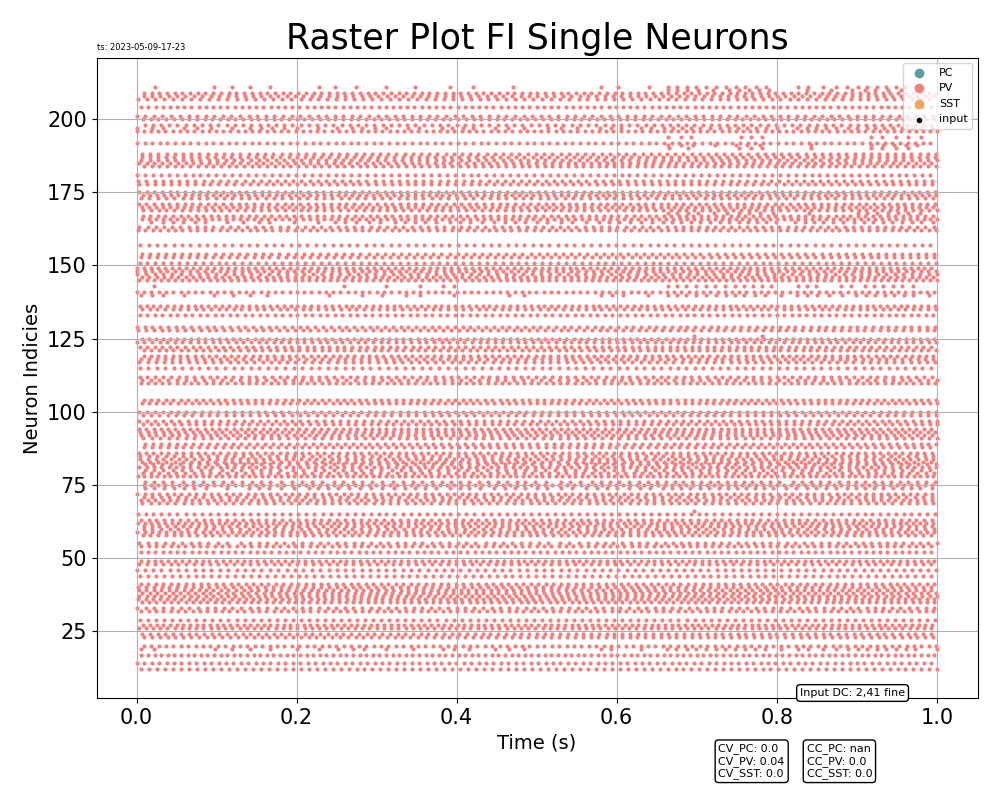 Raster Plot FI Single Neurons
ts: 2023-05-09-17-23
PC
PV
SST
input
200
175
150
125
100
75
50
25
Neuron Indicies
Input DC: 2,41 fine
0.0 0.2 0.4 0.6 0.8 1.0
Time (s)
CV_PC: 0.0
CV_PV: 0.04
CV_SST: 0.0
CC_PC: nan
CC_PV: 0.0
CC_SST: 0.0